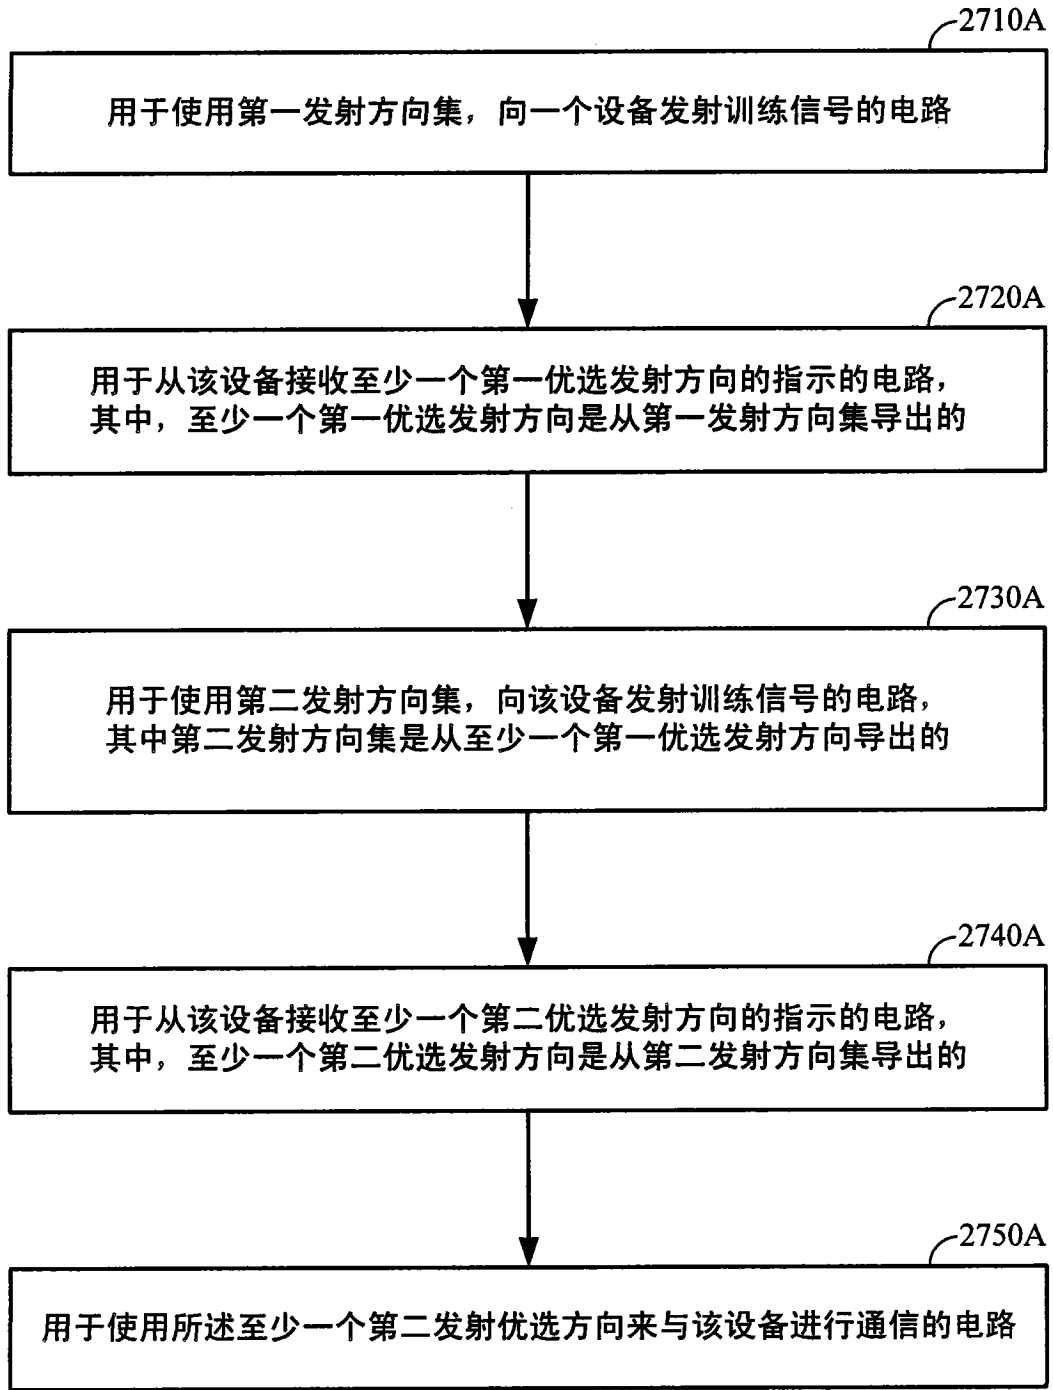 2710A
用于使用第一发射方向集，向一个设备发射训练信号的电路
2720A
用于从该设备接收至少一个第一优选发射方向的指示的电路，
其中，至少一个第一优选发射方向是从第一发射方向集导出的
2730A
用于使用第二发射方向集，向该设备发射训练信号的电路，
其中第二发射方向集是从至少一个第一优选发射方向导出的
2740A
用于从该设备接收至少一个第二优选发射方向的指示的电路，
其中，至少一个第二优选发射方向是从第二发射方向集导出的
2750A
用于使用所述至少一个第二发射优选方向来与该设备进行通信的电路